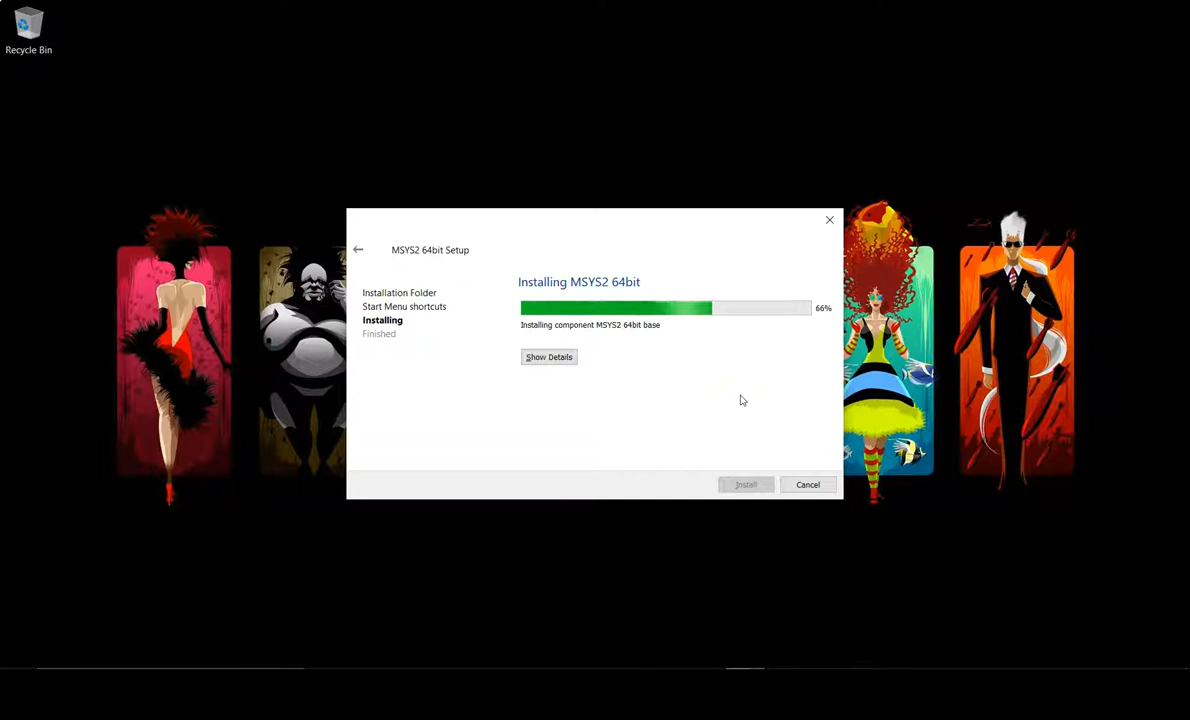 Recycle Bin
MSYS2 64bit Setup
Installation Folder
Start Menu shortcuts
Installing
Finished
Installing MSYS2 64bit
66%
Installing component MSYS2 64bit base
Show Details
Install
Cancel